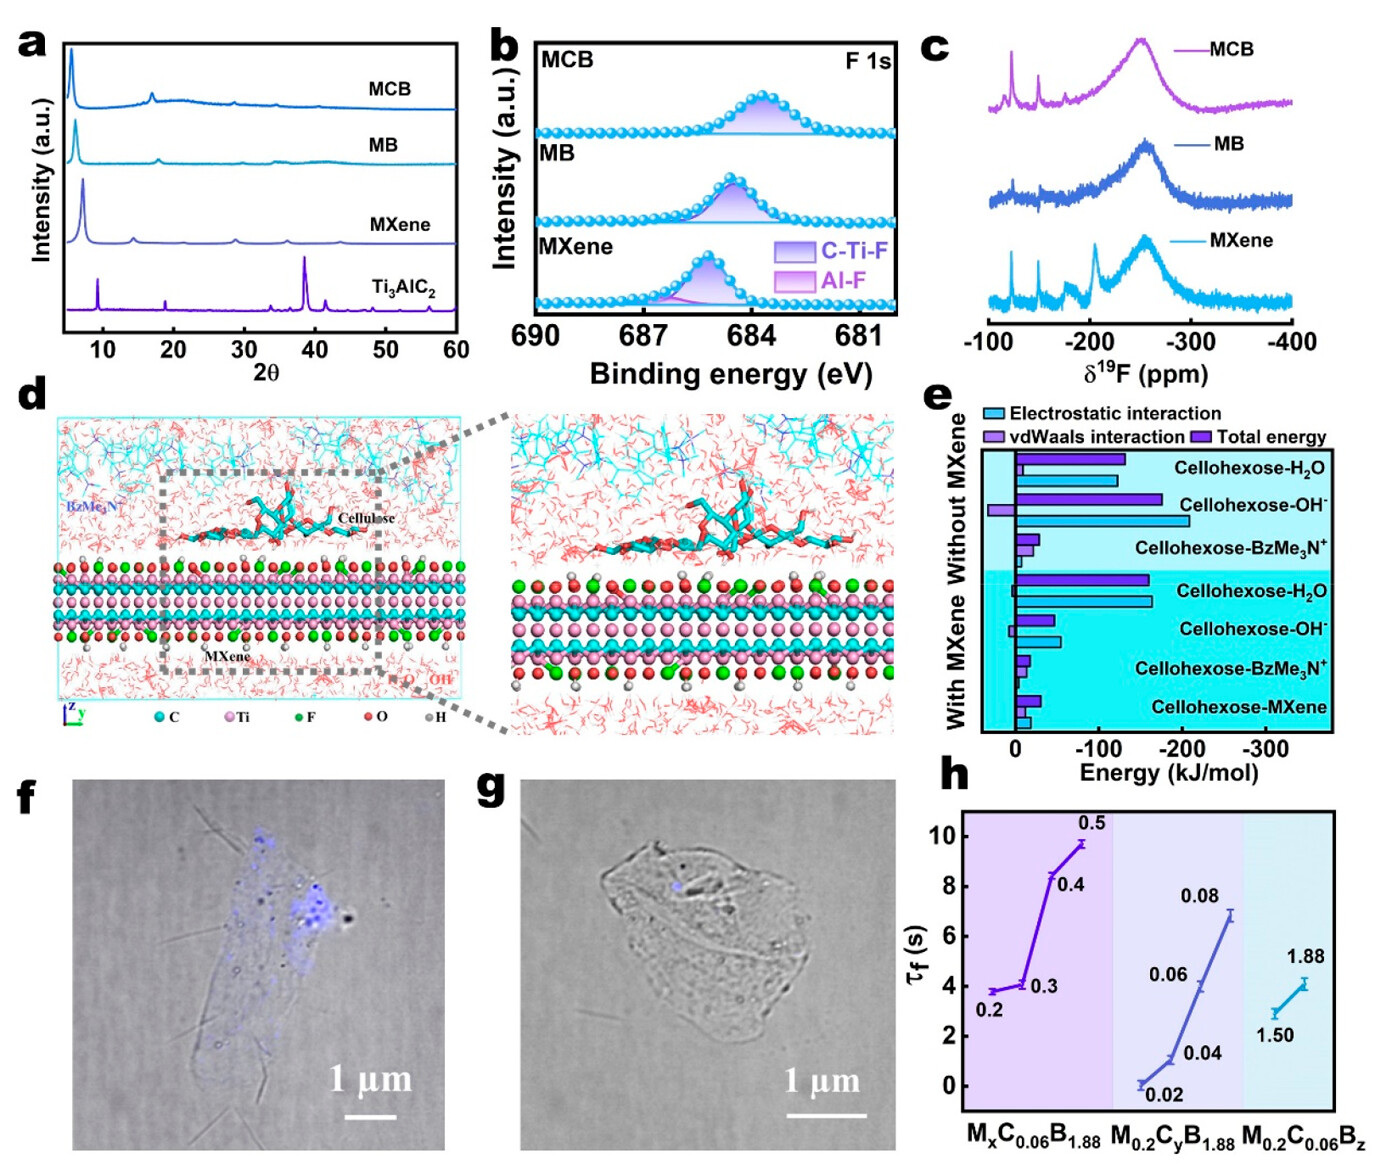 a
MCB
MB
MXene
Ti₃AlC₂
Intensity (a.u.)
10 20 30 40 50 60
2θ
b
MCB
F 1s
MB
MXene
C-Ti-F
Al-F
Intensity (a.u.)
690 687 684 681
Binding energy (eV)
c
MCB
MB
MXene
-100 -200 -300 -400
δ¹⁹F (ppm)
d
BzMe₃N
Cellulose
MXene
OH
z
y
C Ti F O H
e
Electrostatic interaction
vdWaals interaction Total energy
Without MXene
With MXene
Cellohexose-H₂O
Cellohexose-OH⁻
Cellohexose-BzMe₃N⁺
Cellohexose-H₂O
Cellohexose-OH⁻
Cellohexose-BzMe₃N⁺
Cellohexose-MXene
0 -100 -200 -300
Energy (kJ/mol)
f
1 μm
g
1 μm
h
τf (s)
10
8
6
4
2
0
0.2
0.3
0.4
0.5
0.02
0.04
0.06
0.08
1.50
1.88
MₓC₀.₀₆B₁.₈₈ M₀.₂CyB₁.₈₈ M₀.₂C₀.₀₆Bz